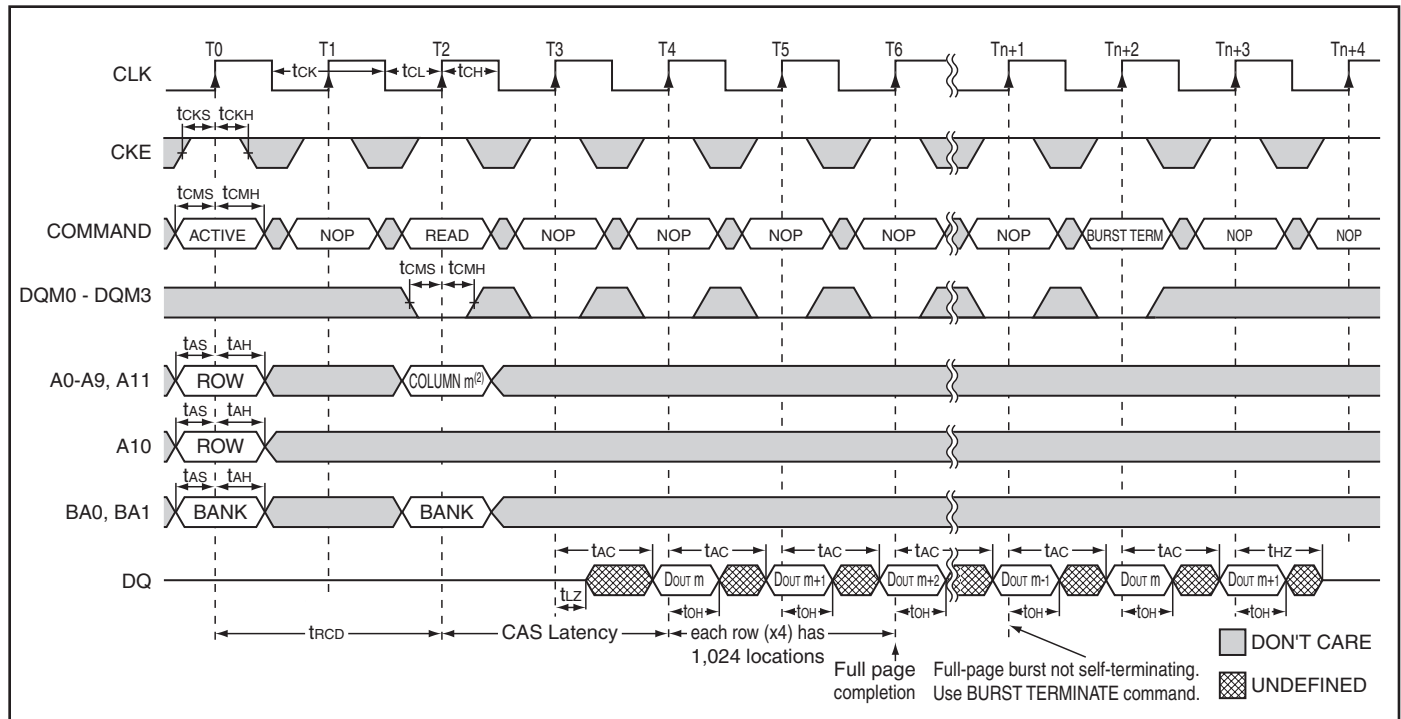 T0 T1 T2 T3 T4 T5 T6 Tn+1 Tn+2 Tn+3 Tn+4
CLK tCK tCL tCH
tCKS tCKH
CKE
tCMS tCMH
COMMAND ACTIVE NOP READ NOP NOP NOP NOP NOP BURST TERM NOP NOP
tCMS tCMH
DQM0 - DQM3
tAS tAH
A0-A9, A11 ROW COLUMN m(2)
tAS tAH
A10 ROW
tAS tAH
BA0, BA1 BANK BANK
tAC tAC tAC tAC tAC tAC tHZ
DQ DOUT m DOUT m+1 DOUT m+2 DOUT m-1 DOUT m DOUT m+1
tLZ tOH tOH tOH tOH tOH tOH
tRCD CAS Latency each row (x4) has
1,024 locations
Full page
completion
Full-page burst not self-terminating.
Use BURST TERMINATE command.
DON'T CARE
UNDEFINED